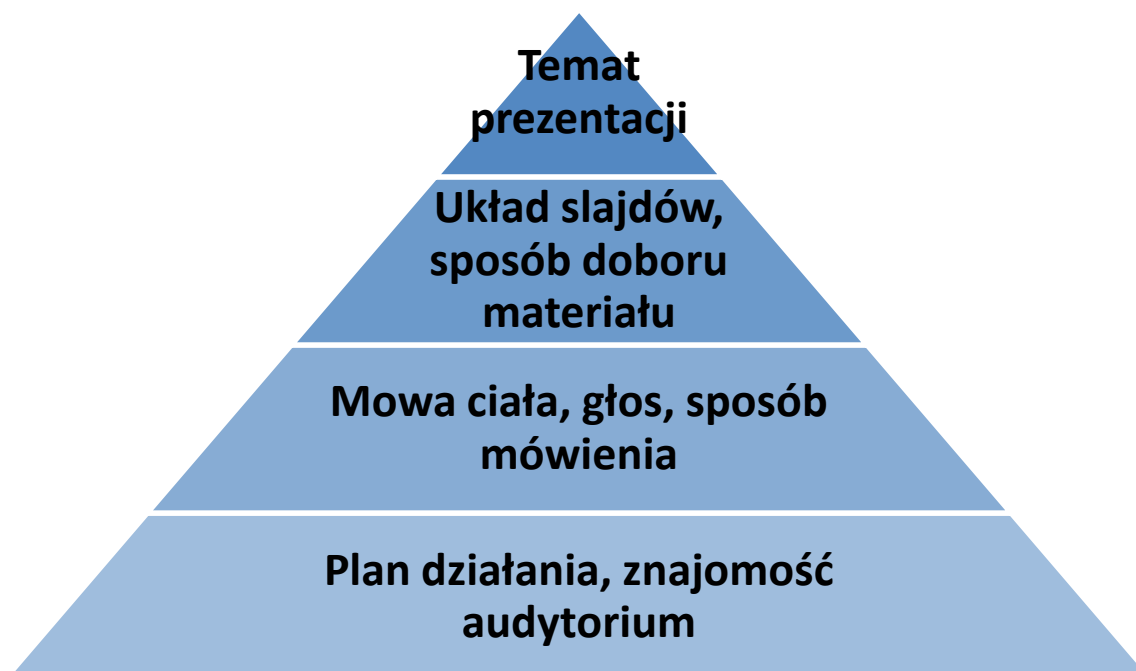 Temat
prezentacji
Układ slajdów,
sposób doboru
materiału
Mowa ciała, głos, sposób
mówienia
Plan działania, znajomość
audytorium